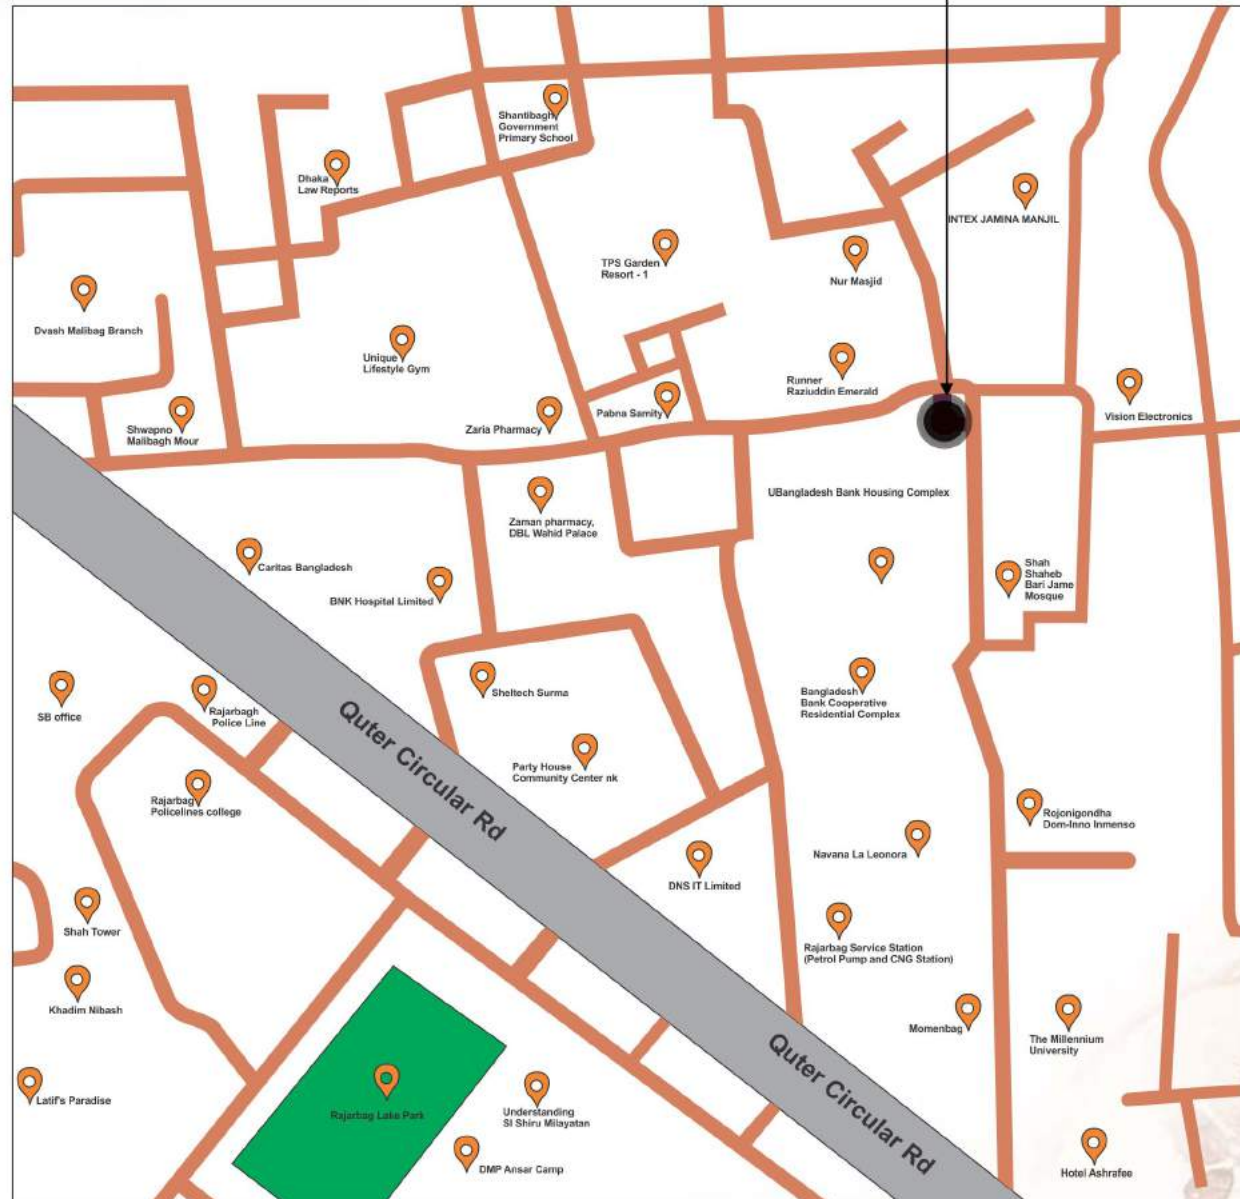 Shantibagh
Government
Primary School
Dhaka
Law Reports
INTEX JAMINA MANJIL
TPS Garden
Resort - 1
Nur Masjid
Dvash Malibag Branch
Unique
Lifestyle Gym
Runner
Raziuddin Emerald
Pabna Samity
Vision Electronics
Shwapno
Malibagh Mour
Zaria Pharmacy
UBangladesh Bank Housing Complex
Zaman pharmacy,
DBL Wahid Palace
Caritas Bangladesh
BNK Hospital Limited
Shah
Shaheb
Bari Jame
Mosque
Sheltech Surma
Bangladesh
Bank Cooperative
Residential Complex
SB office
Rajarbagh
Police Line
Quter Circular Rd
Party House
Community Center nk
Rajarbag
Policelines college
Rojonigondha
Dom-Inno Inmenso
Navana La Leonora
DNS IT Limited
Shah Tower
Rajarbag Service Station
(Petrol Pump and CNG Station)
Khadim Nibash
Momenbag
The Millennium
University
Quter Circular Rd
Latif's Paradise
Rajarbag Lake Park
Understanding
SI Shiru Milayatan
DMP Ansar Camp
Hotel Ashrafee